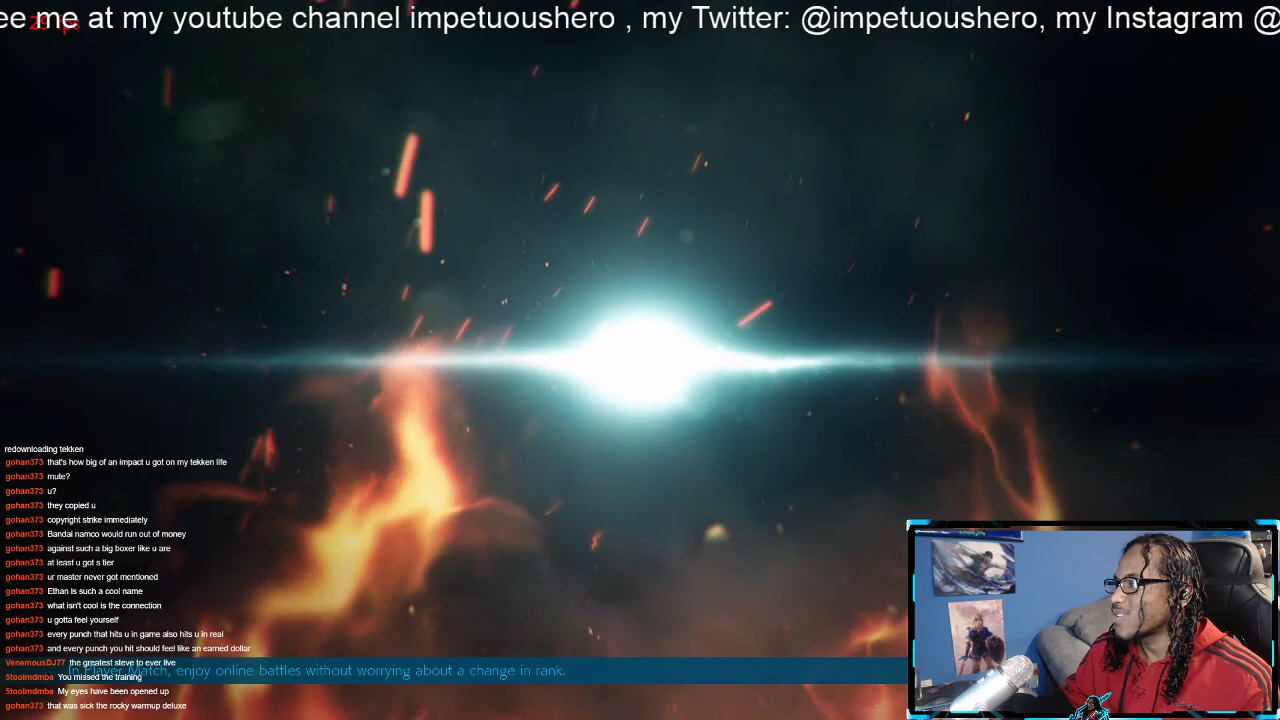 ee me at my youtube channel impetuoushero , my Twitter: @impetuoushero, my Instagram @
redownloading tekken
gohan373 that's how big of an impact u got on my tekken life
gohan373 mute?
gohan373 u?
gohan373 they copied u
gohan373 copyright strike immediately
gohan373 Bandai namco would run out of money
gohan373 against such a big boxer like u are
gohan373 at least u got s tier
gohan373 ur master never got mentioned
gohan373 Ethan is such a cool name
gohan373 what isn't cool is the connection
gohan373 u gotta feel yourself
gohan373 every punch that hits u in game also hits u in real
gohan373 and every punch you hit should feel like an earned dollar
VenemousDJ77 the greatest steve to ever live
In Player Match, enjoy online battles without worrying about a change in rank.
5toolmdmba You missed the training
5toolmdmba My eyes have been opened up
gohan373 that was sick the rocky warmup deluxe